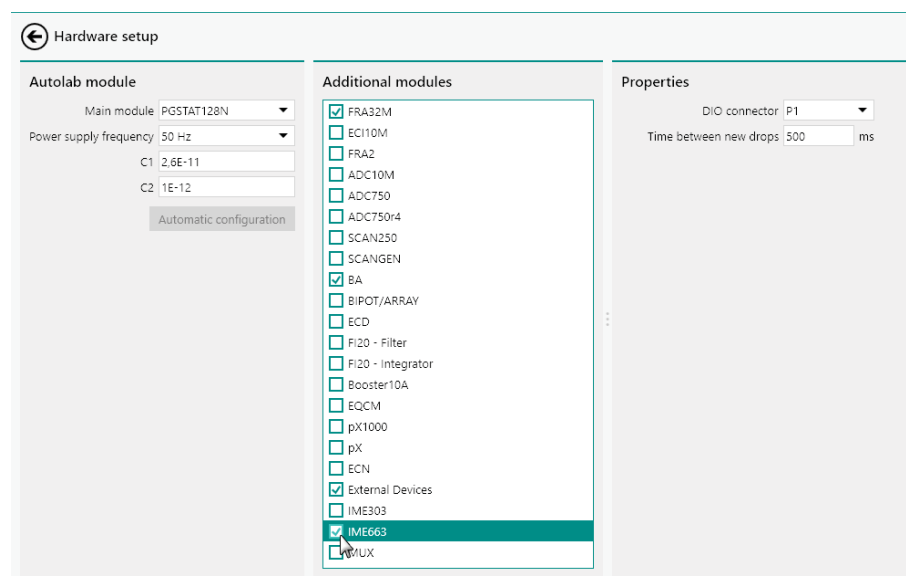 Hardware setup
Autolab module
Main module PGSTAT128N
Power supply frequency 50 Hz
C1 2,6E-11
C2 1E-12
Automatic configuration
Additional modules
FRA32M
ECI10M
FRA2
ADC10M
ADC750
ADC750r4
SCAN250
SCANGEN
BA
BIPOT/ARRAY
ECD
FI20 - Filter
FI20 - Integrator
Booster10A
EQCM
pX1000
pX
ECN
External Devices
IME303
IME663
MUX
Properties
DIO connector P1
Time between new drops 500 ms